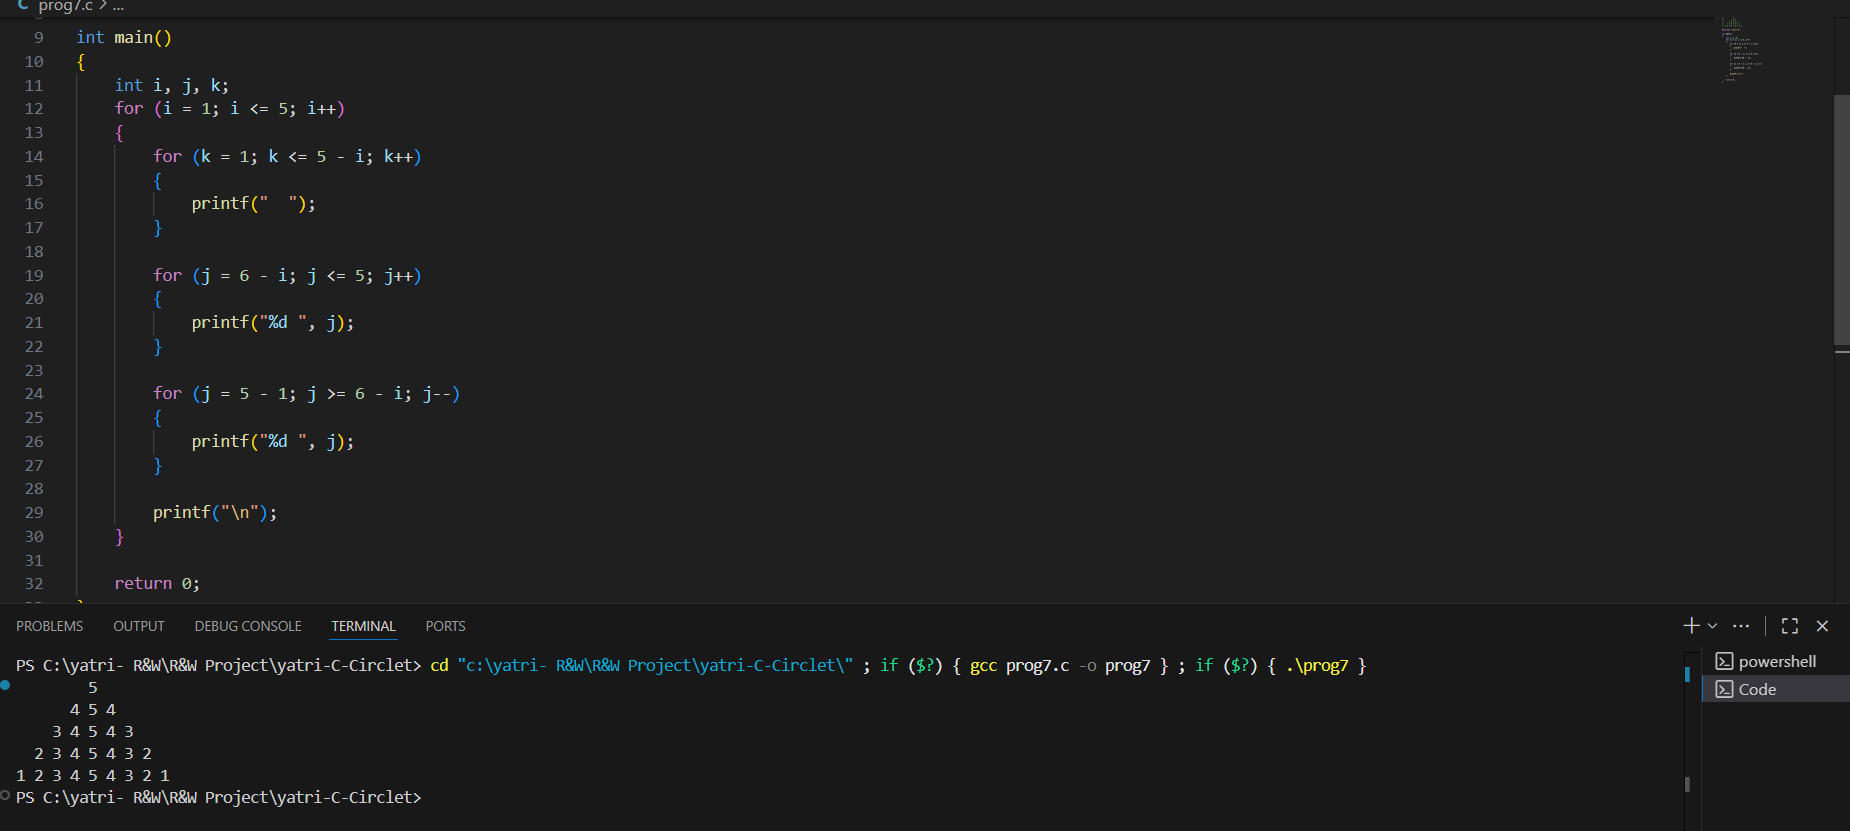 C prog7.c > ...
9 int main()
10 {
11     int i, j, k;
12     for (i = 1; i <= 5; i++)
13     {
14         for (k = 1; k <= 5 - i; k++)
15         {
16             printf("  ");
17         }
18
19         for (j = 6 - i; j <= 5; j++)
20         {
21             printf("%d ", j);
22         }
23
24         for (j = 5 - 1; j >= 6 - i; j--)
25         {
26             printf("%d ", j);
27         }
28
29         printf("\n");
30     }
31
32     return 0;
PROBLEMS OUTPUT DEBUG CONSOLE TERMINAL PORTS
PS C:\yatri- R&W\R&W Project\yatri-C-Circlet> cd "c:\yatri- R&W\R&W Project\yatri-C-Circlet\" ; if ($?) { gcc prog7.c -o prog7 } ; if ($?) { .\prog7 }
        5
      4 5 4
    3 4 5 4 3
  2 3 4 5 4 3 2
1 2 3 4 5 4 3 2 1
PS C:\yatri- R&W\R&W Project\yatri-C-Circlet>
powershell
Code